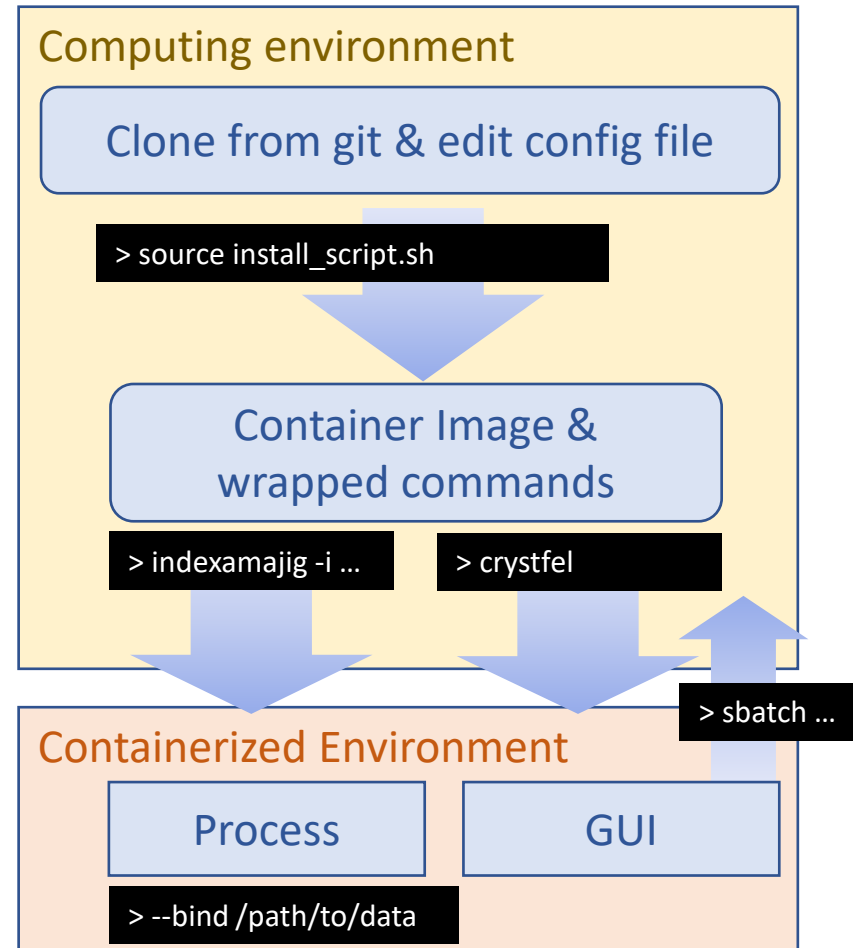 Computing environment
Clone from git & edit config file
> source install_script.sh
Container Image &
wrapped commands
> indexamajig -i ...
> crystfel
> sbatch ...
Containerized Environment
Process
GUI
> --bind /path/to/data